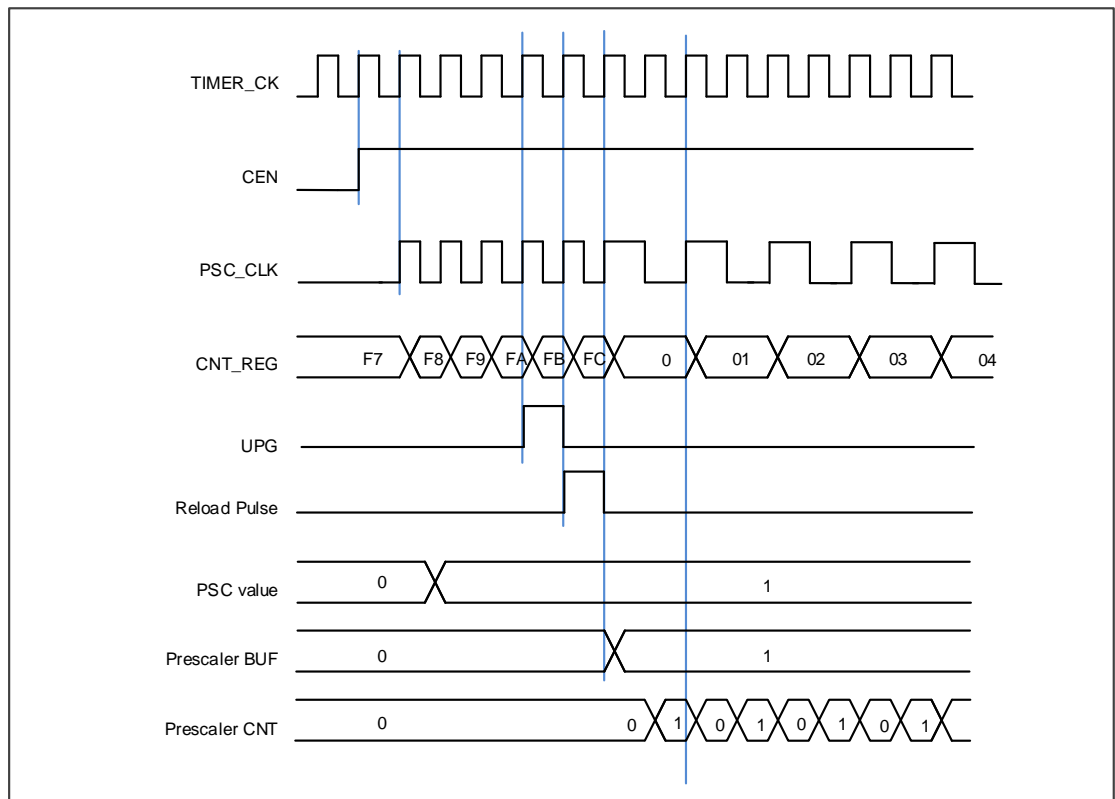 TIMER_CK
CEN
PSC_CLK
CNT_REG F7 F8 F9 FA FB FC 0 01 02 03 04
UPG
Reload Pulse
PSC value 0 1
Prescaler BUF 0 1
Prescaler CNT 0 0 1 0 1 0 1 0 1